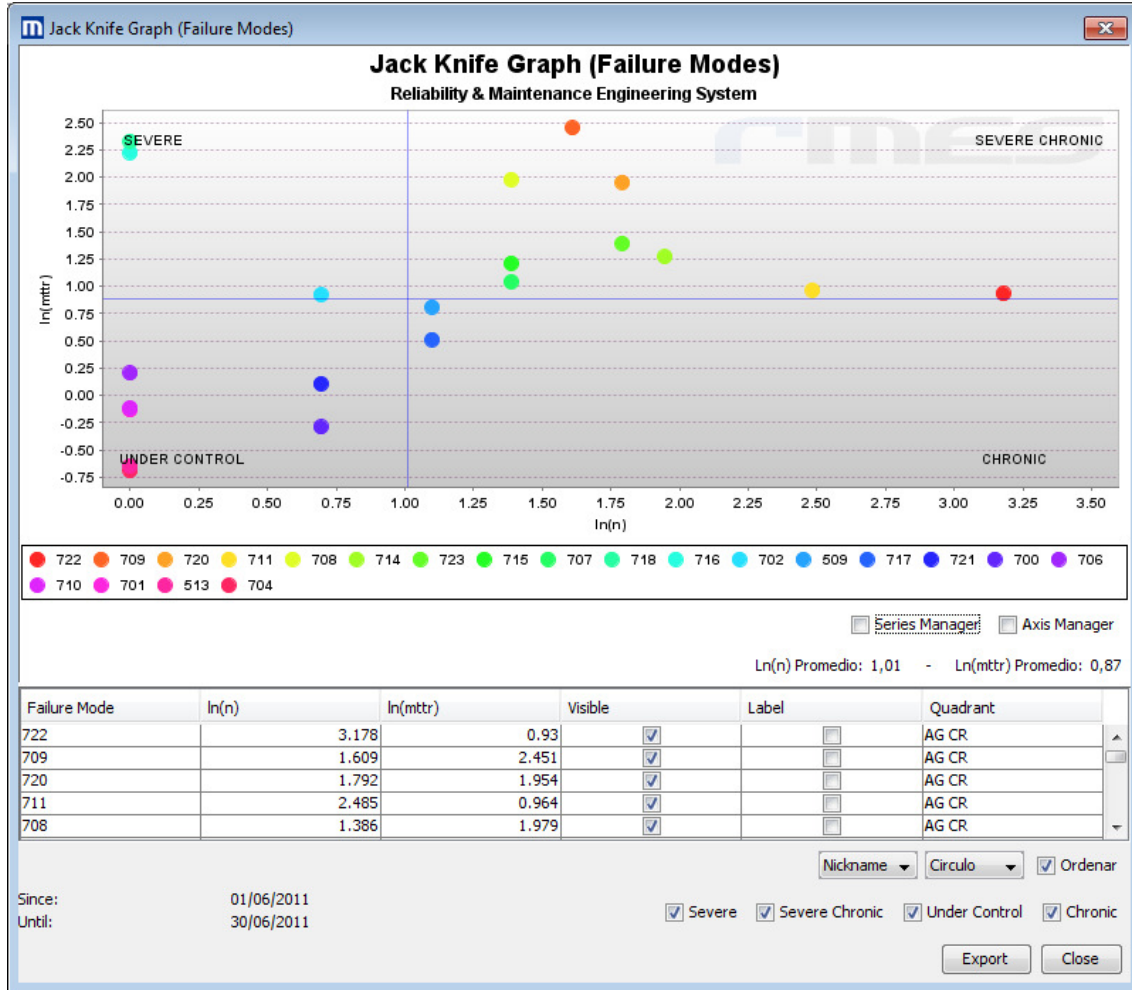 Jack Knife Graph (Failure Modes)
Jack Knife Graph (Failure Modes)
Reliability & Maintenance Engineering System
rmes
SEVERE
SEVERE CHRONIC
UNDER CONTROL
CHRONIC
ln(mttr)
2.50
2.25
2.00
1.75
1.50
1.25
1.00
0.75
0.50
0.25
0.00
-0.25
-0.50
-0.75
0.00 0.25 0.50 0.75 1.00 1.25 1.50 1.75 2.00 2.25 2.50 2.75 3.00 3.25 3.50
ln(n)
722 709 720 711 708 714 723 715 707 718 716 702 509 717 721 700 706
710 701 513 704
Series Manager Axis Manager
Ln(n) Promedio: 1,01 - Ln(mttr) Promedio: 0,87
Failure Mode ln(n) ln(mttr) Visible Label Quadrant
722 3.178 0.93 AG CR
709 1.609 2.451 AG CR
720 1.792 1.954 AG CR
711 2.485 0.964 AG CR
708 1.386 1.979 AG CR
Nickname Circulo Ordenar
Since: 01/06/2011
Until: 30/06/2011
Severe Severe Chronic Under Control Chronic
Export Close